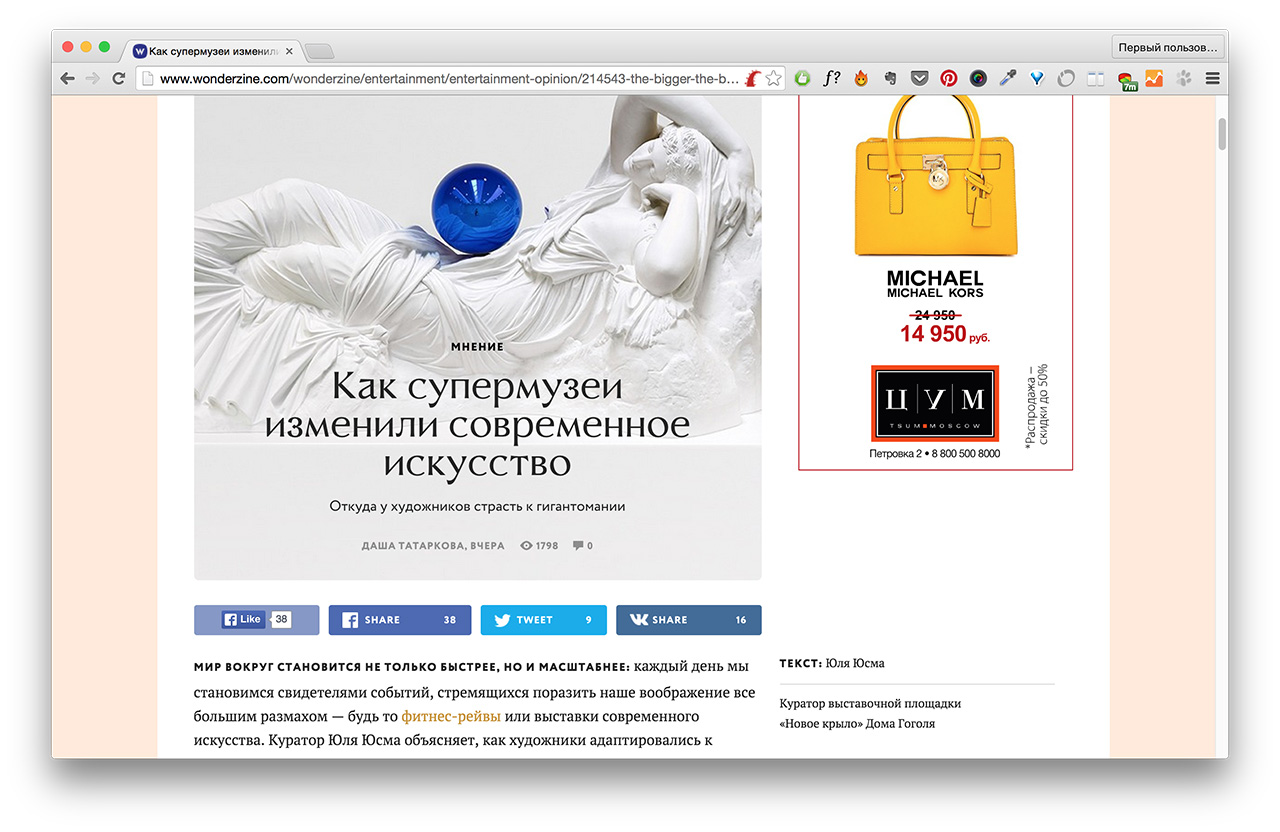 Как супермузеи изменили
Первый пользов…
www.wonderzine.com/wonderzine/entertainment/entertainment-opinion/214543-the-bigger-the-b…
f?
7m
МНЕНИЕ
Как супермузеи
изменили современное
искусство
Откуда у художников страсть к гигантомании
ДАША ТАТАРКОВА, ВЧЕРА 1798 0
Like 38
SHARE 38
TWEET 9
SHARE 16
МИР ВОКРУГ СТАНОВИТСЯ НЕ ТОЛЬКО БЫСТРЕЕ, НО И МАСШТАБНЕЕ: каждый день мы
становимся свидетелями событий, стремящихся поразить наше воображение все
большим размахом — будь то фитнес-рейвы или выставки современного
искусства. Куратор Юля Юсма объясняет, как художники адаптировались к
MICHAEL
MICHAEL KORS
24 950
14 950 руб.
ЦУМ
TSUM MOSCOW
Петровка 2 • 8 800 500 8000
*Распродажа —
скидки до 50%
ТЕКСТ: Юля Юсма
Куратор выставочной площадки
«Новое крыло» Дома Гоголя